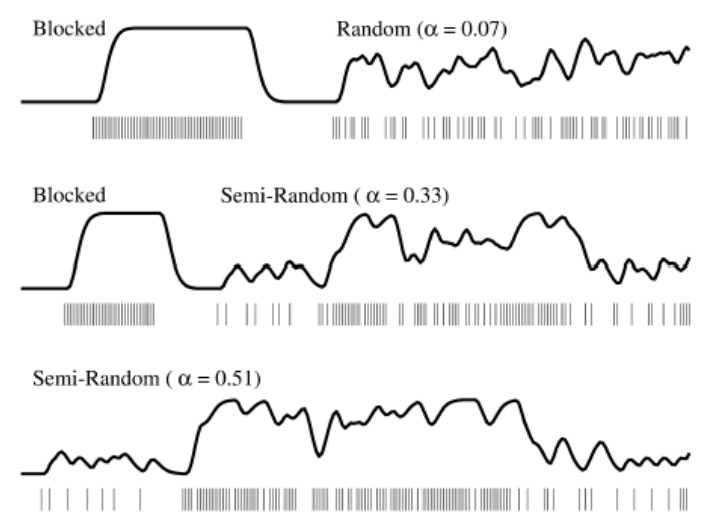 Blocked
Random (α = 0.07)
Blocked
Semi-Random ( α = 0.33)
Semi-Random ( α = 0.51)